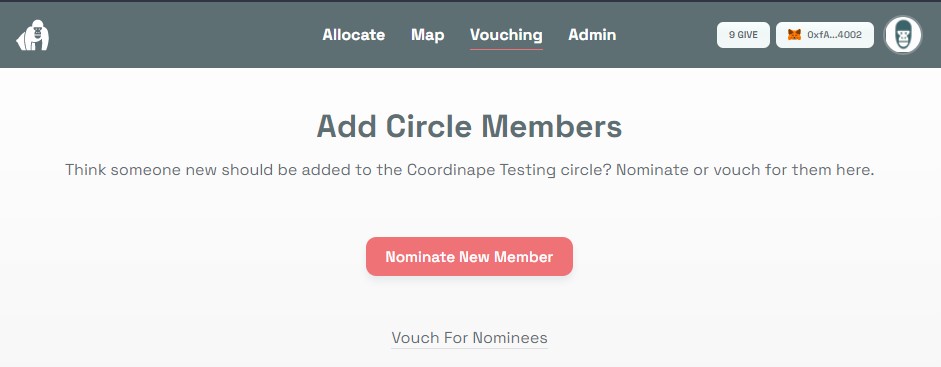 Allocate Map Vouching Admin 9 GIVE 0xfA...4002
Add Circle Members
Think someone new should be added to the Coordinape Testing circle? Nominate or vouch for them here.
Nominate New Member
Vouch For Nominees